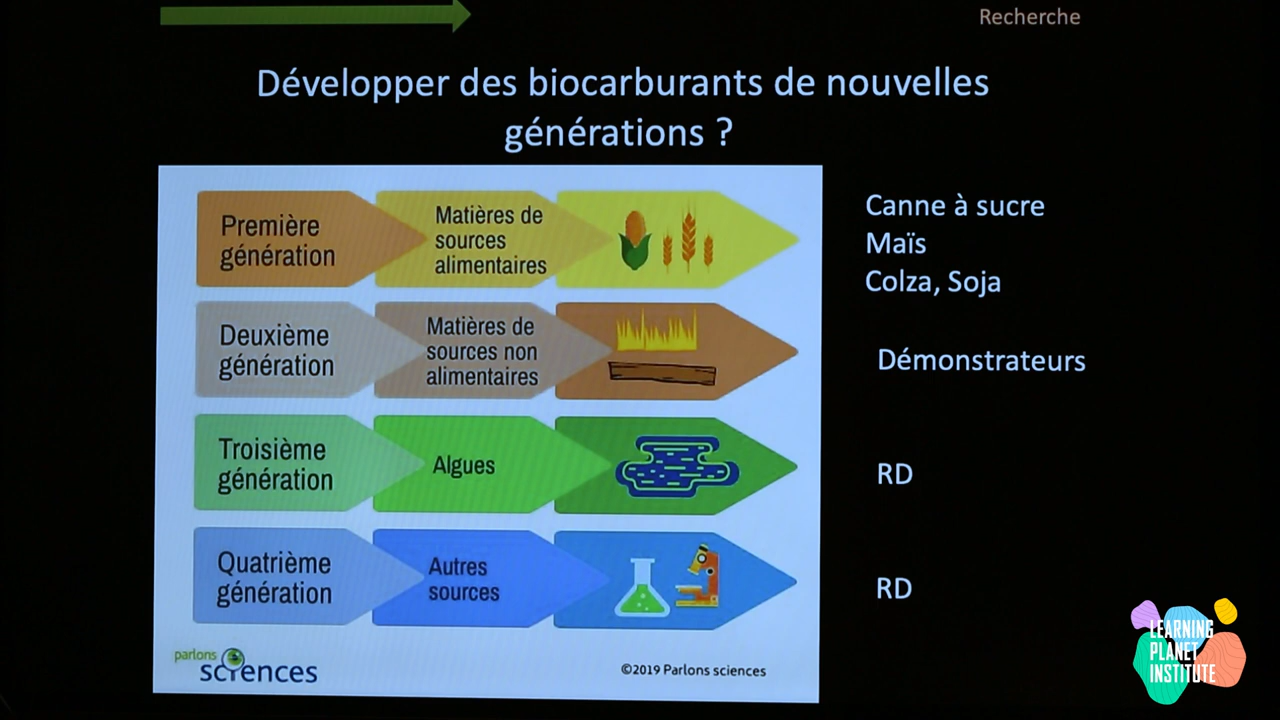 Recherche
Développer des biocarburants de nouvelles
générations ?
Première
génération
Matières de
sources
alimentaires
Canne à sucre
Maïs
Colza, Soja
Deuxième
génération
Matières de
sources non
alimentaires
Démonstrateurs
Troisième
génération
Algues
RD
Quatrième
génération
Autres
sources
RD
parlons
sciences
©2019 Parlons sciences
LEARNING
PLANET
INSTITUTE